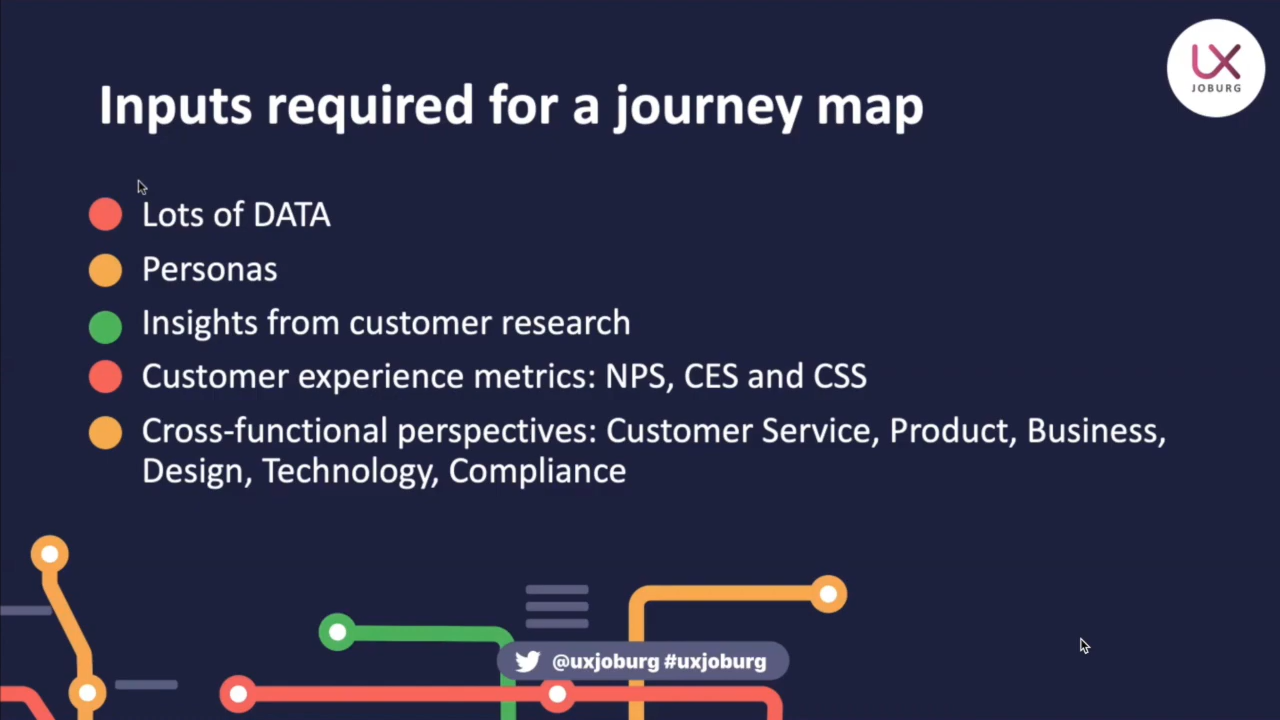 UX
JOBURG
Inputs required for a journey map
Lots of DATA
Personas
Insights from customer research
Customer experience metrics: NPS, CES and CSS
Cross-functional perspectives: Customer Service, Product, Business,
Design, Technology, Compliance
@uxjoburg #uxjoburg